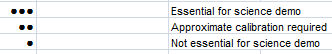 ●●● Essential for science demo
●● Approximate calibration required
● Not essential for science demo